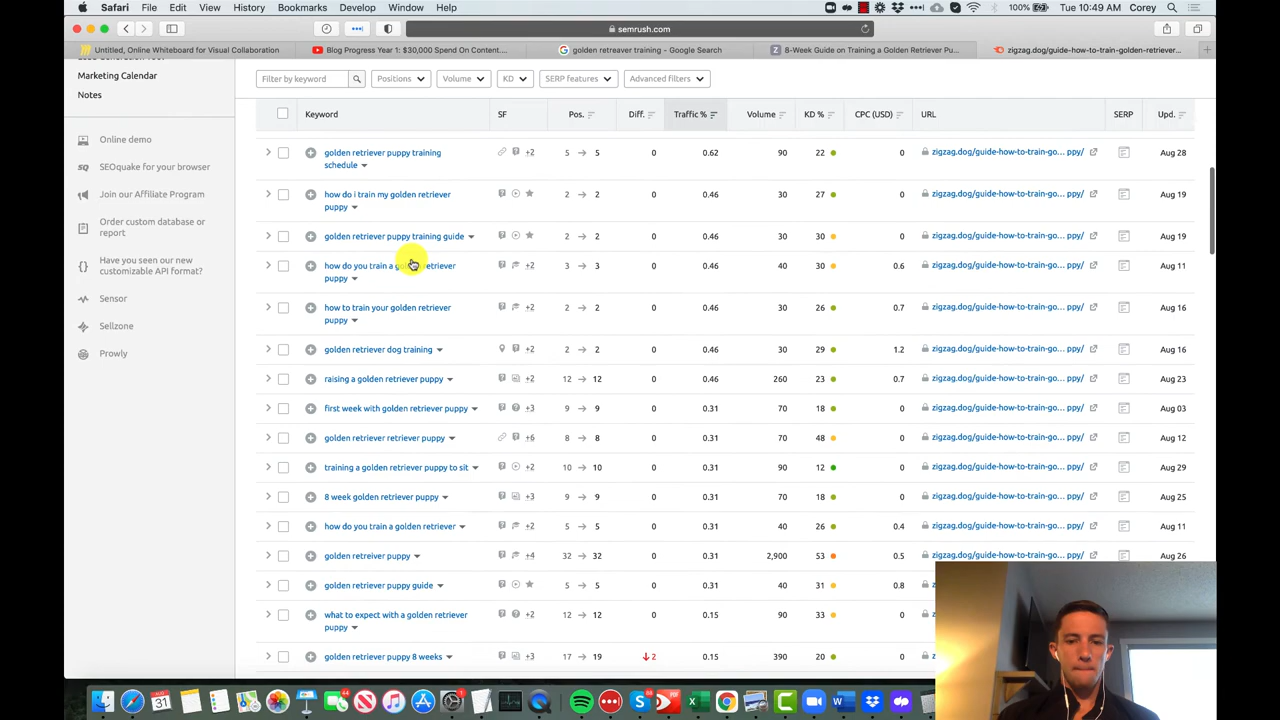 Safari File Edit View History Bookmarks Develop Window Help 100% Tue 10:49 AM Corey
semrush.com
Untitled, Online Whiteboard for Visual Collaboration Blog Progress Year 1: $30,000 Spend On Content.... golden retreaver training - Google Search 8-Week Guide on Training a Golden Retriever Pu... zigzag.dog/guide-how-to-train-golden-retriever...
Marketing Calendar
Notes
Online demo
SEOquake for your browser
Join our Affiliate Program
Order custom database or
report
Have you seen our new
customizable API format?
Sensor
Sellzone
Prowly
Filter by keyword Positions Volume KD SERP features Advanced filters
Keyword SF Pos. Diff. Traffic % Volume KD % CPC (USD) URL SERP Upd.
golden retriever puppy training +2 5 → 5 0 0.62 90 22 0 zigzag.dog/guide-how-to-train-go... ppy/ Aug 28
schedule
how do i train my golden retriever 2 → 2 0 0.46 30 27 0 zigzag.dog/guide-how-to-train-go... ppy/ Aug 19
puppy
golden retriever puppy training guide 2 → 2 0 0.46 30 30 0 zigzag.dog/guide-how-to-train-go... ppy/ Aug 19
how do you train a golden retriever +2 3 → 3 0 0.46 40 30 0.6 zigzag.dog/guide-how-to-train-go... ppy/ Aug 11
puppy
how to train your golden retriever +2 2 → 2 0 0.46 30 26 0.7 zigzag.dog/guide-how-to-train-go... ppy/ Aug 16
puppy
golden retriever dog training +2 2 → 2 0 0.46 30 29 1.2 zigzag.dog/guide-how-to-train-go... ppy/ Aug 16
raising a golden retriever puppy +2 12 → 12 0 0.46 260 23 0.7 zigzag.dog/guide-how-to-train-go... ppy/ Aug 23
first week with golden retriever puppy +3 9 → 9 0 0.31 70 18 0 zigzag.dog/guide-how-to-train-go... ppy/ Aug 03
golden retriever retriever puppy +6 8 → 8 0 0.31 70 48 0 zigzag.dog/guide-how-to-train-go... ppy/ Aug 12
training a golden retriever puppy to sit +2 10 → 10 0 0.31 90 12 0 zigzag.dog/guide-how-to-train-go... ppy/ Aug 29
8 week golden retriever puppy +3 9 → 9 0 0.31 70 18 0 zigzag.dog/guide-how-to-train-go... ppy/ Aug 25
how do you train a golden retriever +2 5 → 5 0 0.31 40 26 0.4 zigzag.dog/guide-how-to-train-go... ppy/ Aug 11
golden retreiver puppy +4 32 → 32 0 0.31 2,900 53 0.5 zigzag.dog/guide-how-to-train-go... ppy/ Aug 26
golden retriever puppy guide 5 → 5 0 0.31 40 31 0.8
what to expect with a golden retriever +2 12 → 12 0 0.15 90 33 0
puppy
golden retriever puppy 8 weeks +3 17 → 19 2 0.15 390 20 0